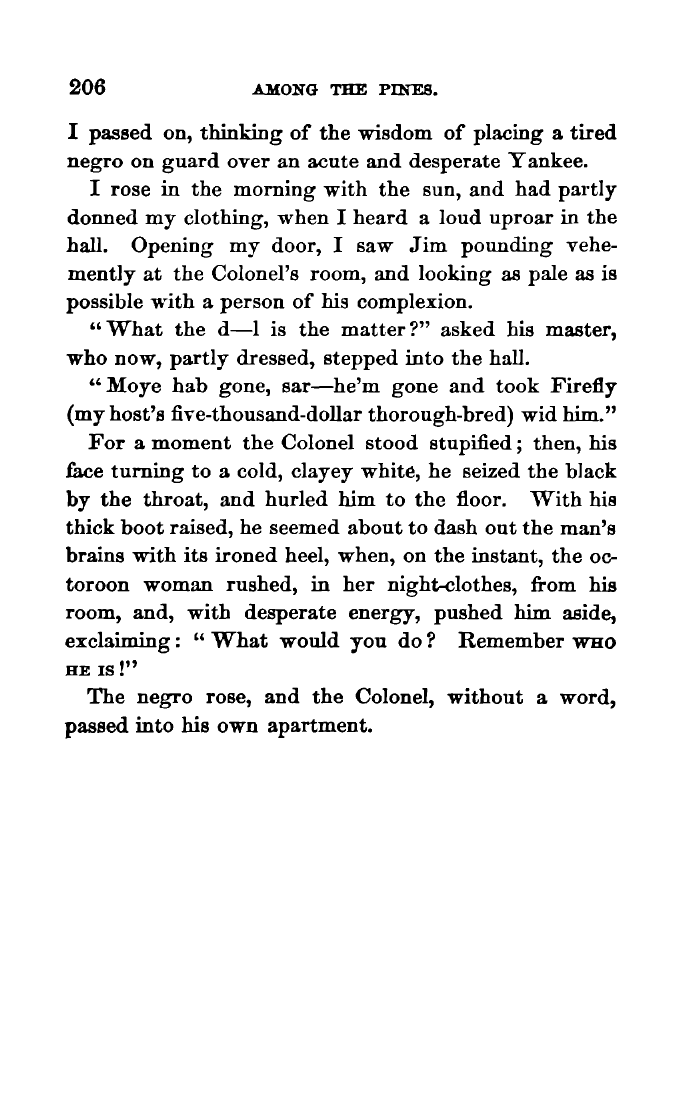 206 AMONG THE PINES.
I passed on, thinking of the wisdom of placing a tired
negro on guard over an acute and desperate Yankee.
I rose in the morning with the sun, and had partly
donned my clothing, when I heard a loud uproar in the
hall. Opening my door, I saw Jim pounding vehe-
mently at the Colonel's room, and looking as pale as is
possible with a person of his complexion.
"What the d—l is the matter?" asked his master,
who now, partly dressed, stepped into the hall.
"Moye hab gone, sar—he'm gone and took Firefly
(my host's five-thousand-dollar thorough-bred) wid him."
For a moment the Colonel stood stupified; then, his
face turning to a cold, clayey white, he seized the black
by the throat, and hurled him to the floor. With his
thick boot raised, he seemed about to dash out the man's
brains with its ironed heel, when, on the instant, the oc-
toroon woman rushed, in her night-clothes, from his
room, and, with desperate energy, pushed him aside,
exclaiming: "What would you do? Remember WHO
HE IS!"
The negro rose, and the Colonel, without a word,
passed into his own apartment.